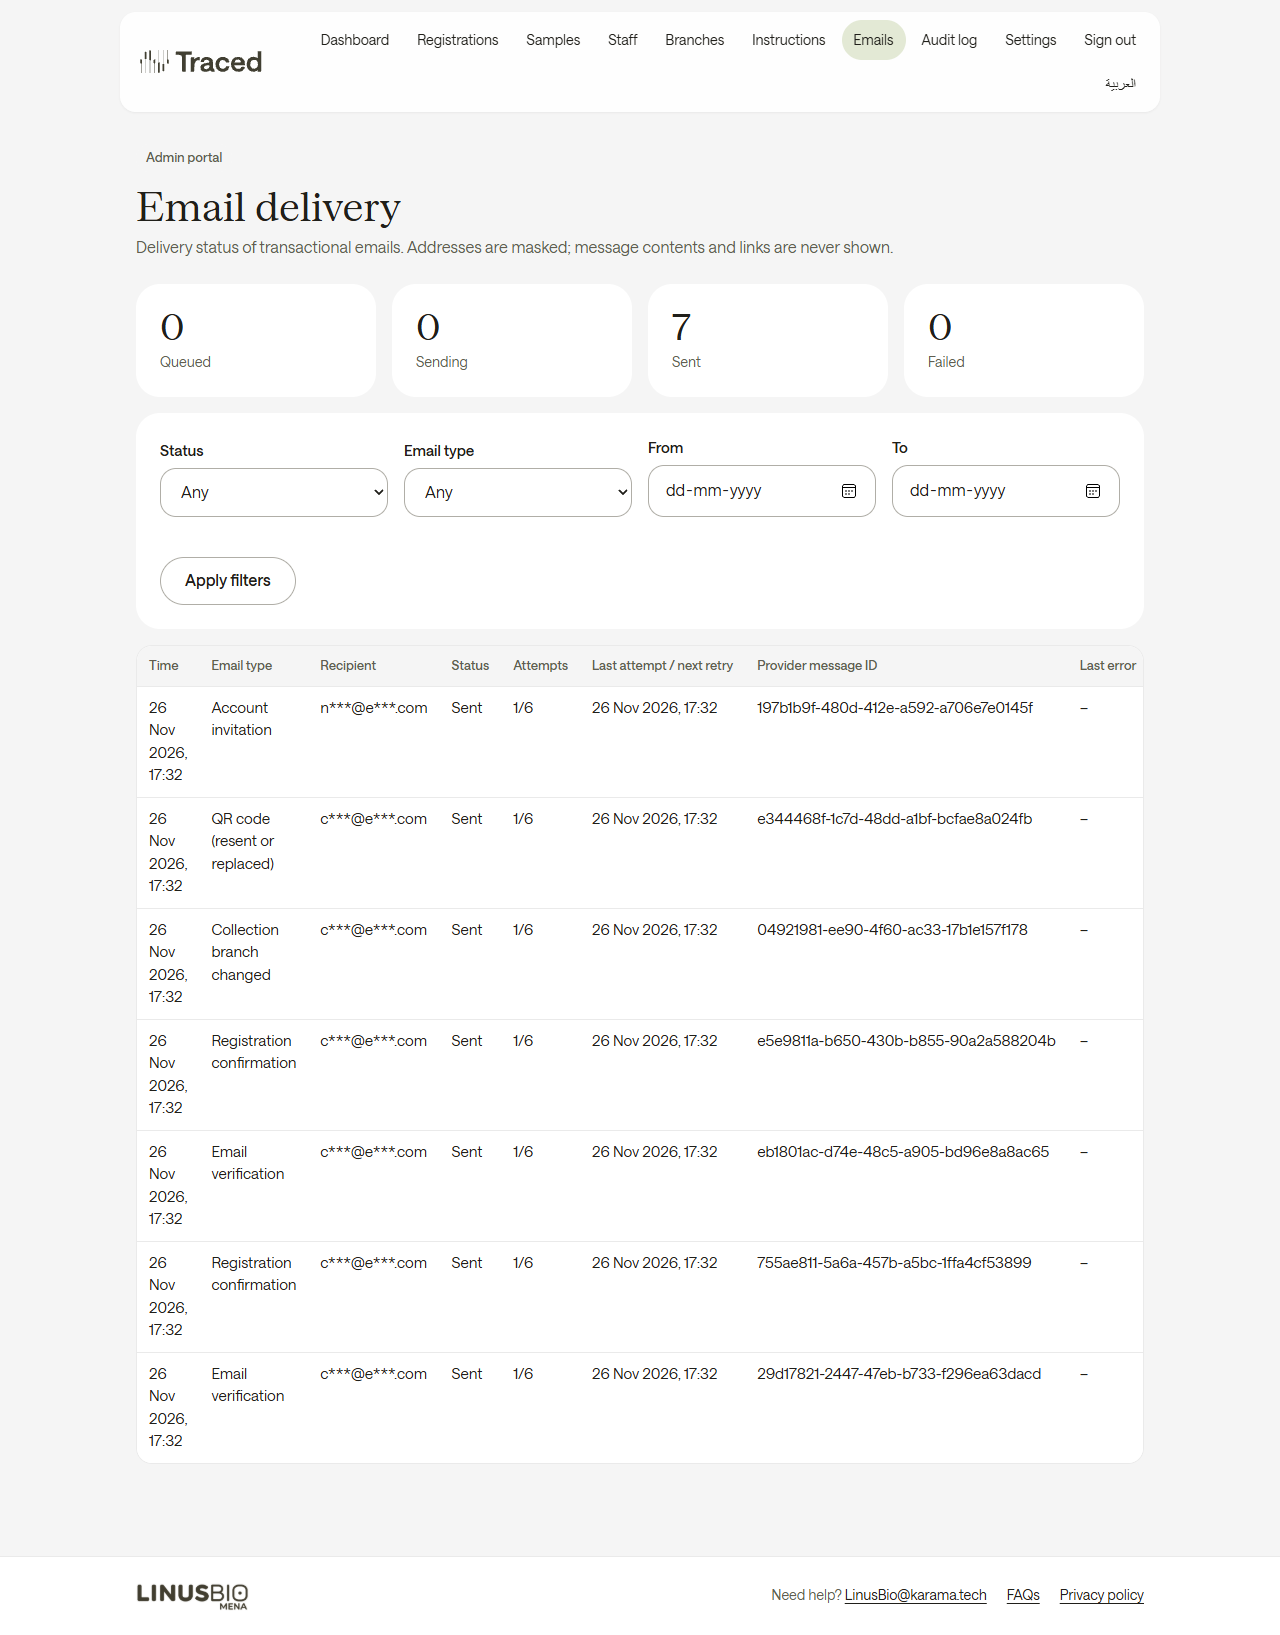 Traced
Dashboard Registrations Samples Staff Branches Instructions Emails Audit log Settings Sign out
العربية
Admin portal
Email delivery
Delivery status of transactional emails. Addresses are masked; message contents and links are never shown.
0 0 7 0
Queued Sending Sent Failed
Status Email type From To
Any Any dd-mm-yyyy dd-mm-yyyy
Apply filters
Time Email type Recipient Status Attempts Last attempt / next retry Provider message ID Last error
26 Account n***@e***.com Sent 1/6 26 Nov 2026, 17:32 197b1b9f-480d-412e-a592-a706e7e0145f –
Nov invitation
2026,
17:32
26 QR code c***@e***.com Sent 1/6 26 Nov 2026, 17:32 e344468f-1c7d-48dd-a1bf-bcfae8a024fb –
Nov (resent or
2026, replaced)
17:32
26 Collection c***@e***.com Sent 1/6 26 Nov 2026, 17:32 04921981-ee90-4f60-ac33-17b1e157f178 –
Nov branch
2026, changed
17:32
26 Registration c***@e***.com Sent 1/6 26 Nov 2026, 17:32 e5e9811a-b650-430b-b855-90a2a588204b –
Nov confirmation
2026,
17:32
26 Email c***@e***.com Sent 1/6 26 Nov 2026, 17:32 eb1801ac-d74e-48c5-a905-bd96e8a8ac65 –
Nov verification
2026,
17:32
26 Registration c***@e***.com Sent 1/6 26 Nov 2026, 17:32 755ae811-5a6a-457b-a5bc-1ffa4cf53899 –
Nov confirmation
2026,
17:32
26 Email c***@e***.com Sent 1/6 26 Nov 2026, 17:32 29d17821-2447-47eb-b733-f296ea63dacd –
Nov verification
2026,
17:32
LINUSBIO
MENA
Need help? LinusBio@karama.tech FAQs Privacy policy